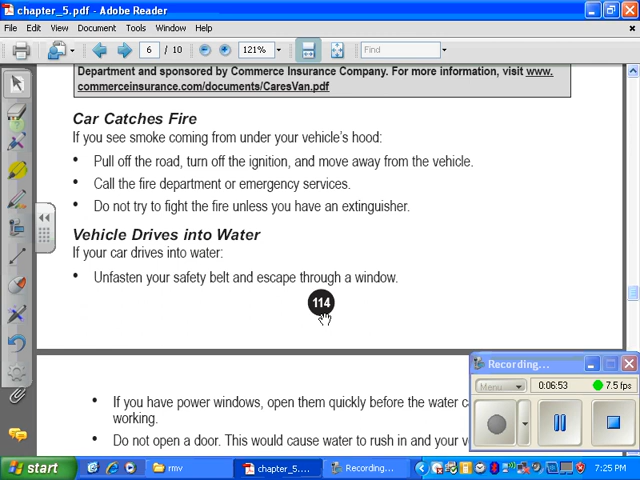 chapter_5.pdf - Adobe Reader
File Edit View Document Tools Window Help
6 / 10 121% Find
Department and sponsored by Commerce Insurance Company. For more information, visit www.
commerceinsurance.com/documents/CaresVan.pdf
Car Catches Fire
If you see smoke coming from under your vehicle's hood:
• Pull off the road, turn off the ignition, and move away from the vehicle.
• Call the fire department or emergency services.
• Do not try to fight the fire unless you have an extinguisher.
Vehicle Drives into Water
If your car drives into water:
• Unfasten your safety belt and escape through a window.
114
• If you have power windows, open them quickly before the water
working.
• Do not open a door. This would cause water to rush in and your
Recording...
Menu 0:06:53 7.5 fps
start rmv chapter_5.... Recording... 7:25 PM